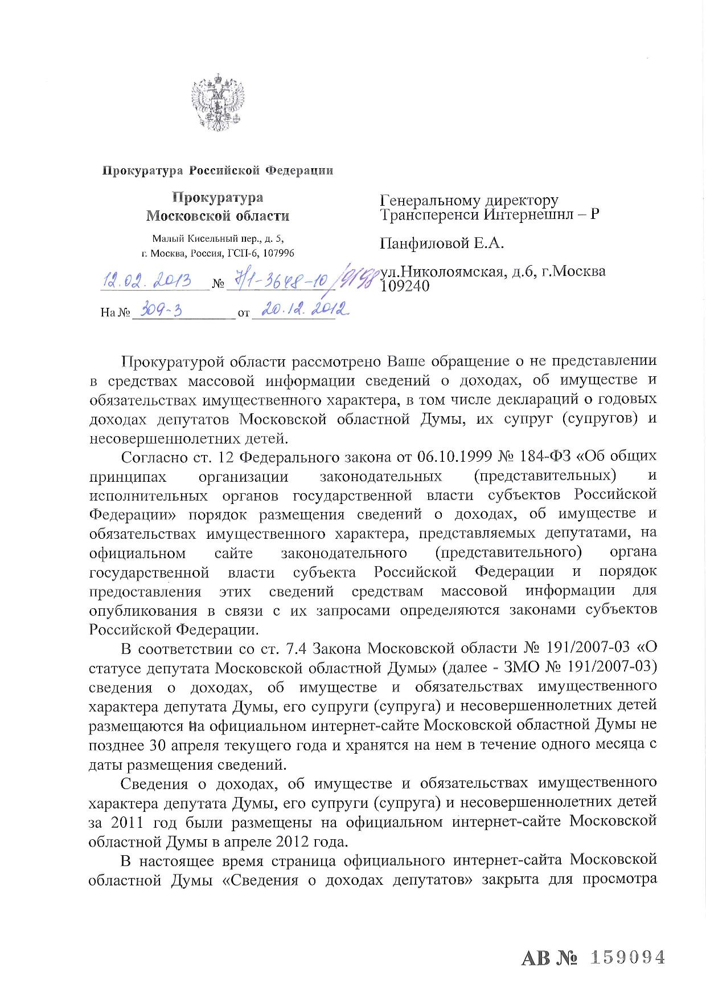 Прокуратура Российской Федерации
Прокуратура
Московской области
Малый Кисельный пер., д. 5,
г. Москва, Россия, ГСП-6, 107996
12.02.2013 № 7/1-3648-10/9198
На № 309-3 от 20.12.2012
Генеральному директору
Трансперенси Интернешнл – Р
Панфиловой Е.А.
ул.Николоямская, д.6, г.Москва
109240
Прокуратурой области рассмотрено Ваше обращение о не представлении
в средствах массовой информации сведений о доходах, об имуществе и
обязательствах имущественного характера, в том числе деклараций о годовых
доходах депутатов Московской областной Думы, их супруг (супругов) и
несовершеннолетних детей.
Согласно ст. 12 Федерального закона от 06.10.1999 № 184-ФЗ «Об общих
принципах организации законодательных (представительных) и
исполнительных органов государственной власти субъектов Российской
Федерации» порядок размещения сведений о доходах, об имуществе и
обязательствах имущественного характера, представляемых депутатами, на
официальном сайте законодательного (представительного) органа
государственной власти субъекта Российской Федерации и порядок
предоставления этих сведений средствам массовой информации для
опубликования в связи с их запросами определяются законами субъектов
Российской Федерации.
В соответствии со ст. 7.4 Закона Московской области № 191/2007-03 «О
статусе депутата Московской областной Думы» (далее - ЗМО № 191/2007-03)
сведения о доходах, об имуществе и обязательствах имущественного
характера депутата Думы, его супруги (супруга) и несовершеннолетних детей
размещаются на официальном интернет-сайте Московской областной Думы не
позднее 30 апреля текущего года и хранятся на нем в течение одного месяца с
даты размещения сведений.
Сведения о доходах, об имуществе и обязательствах имущественного
характера депутата Думы, его супруги (супруга) и несовершеннолетних детей
за 2011 год были размещены на официальном интернет-сайте Московской
областной Думы в апреле 2012 года.
В настоящее время страница официального интернет-сайта Московской
областной Думы «Сведения о доходах депутатов» закрыта для просмотра
АВ № 159094